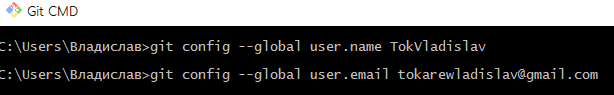 Git CMD
C:\Users\Владислав>git config --global user.name TokVladislav
C:\Users\Владислав>git config --global user.email tokarewladislav@gmail.com